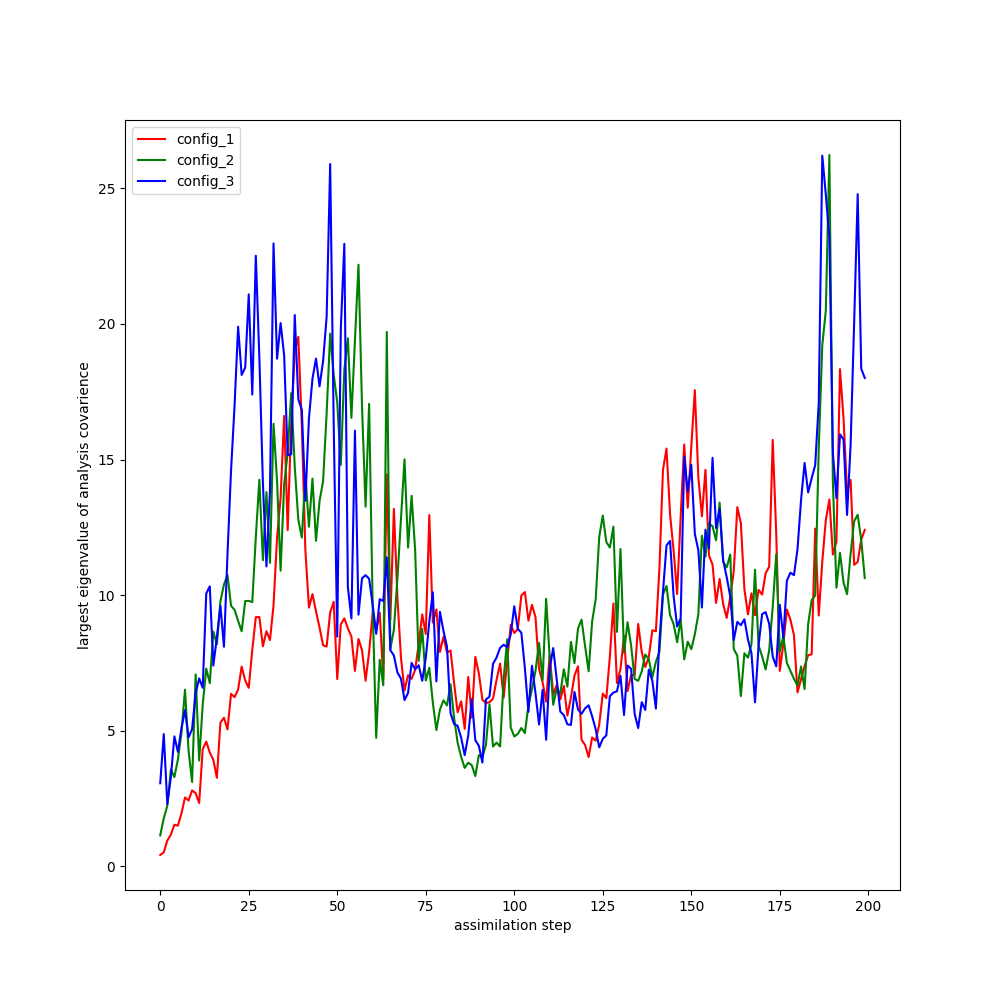 config_1
config_2
config_3
25
20
15
10
5
0
largest eigenvalue of analysis covarience
0 25 50 75 100 125 150 175 200
assimilation step